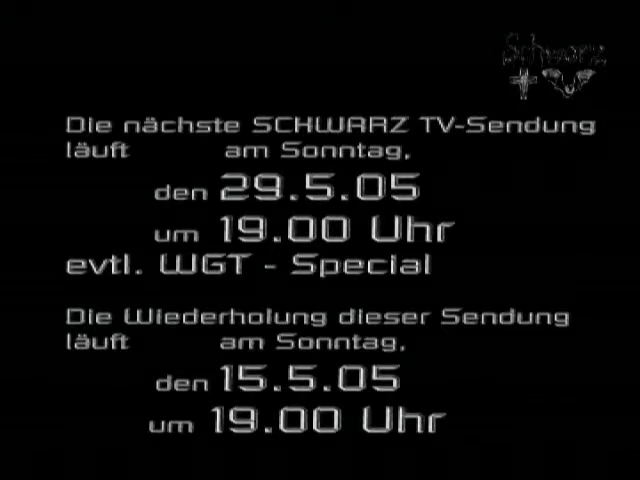 Schwarz
Die nächste SCHWARZ TV-Sendung
läuft am Sonntag,
den 29.5.05
um 19.00 Uhr
evtl. WGT - Special
Die Wiederholung dieser Sendung
läuft am Sonntag,
den 15.5.05
um 19.00 Uhr